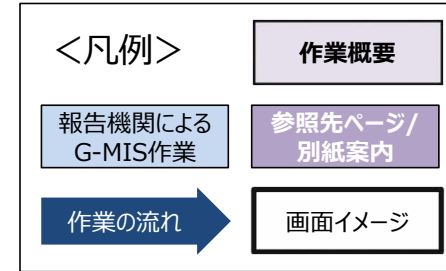 ＜凡例＞
作業概要
報告機関による
G-MIS作業
参照先ページ/
別紙案内
作業の流れ
画面イメージ